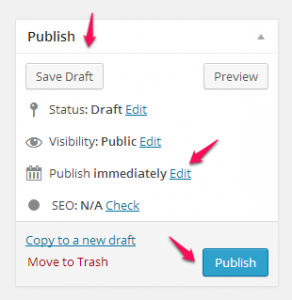 Publish
Save Draft Preview
Status: Draft Edit
Visibility: Public Edit
Publish immediately Edit
SEO: N/A Check
Copy to a new draft
Move to Trash
Publish